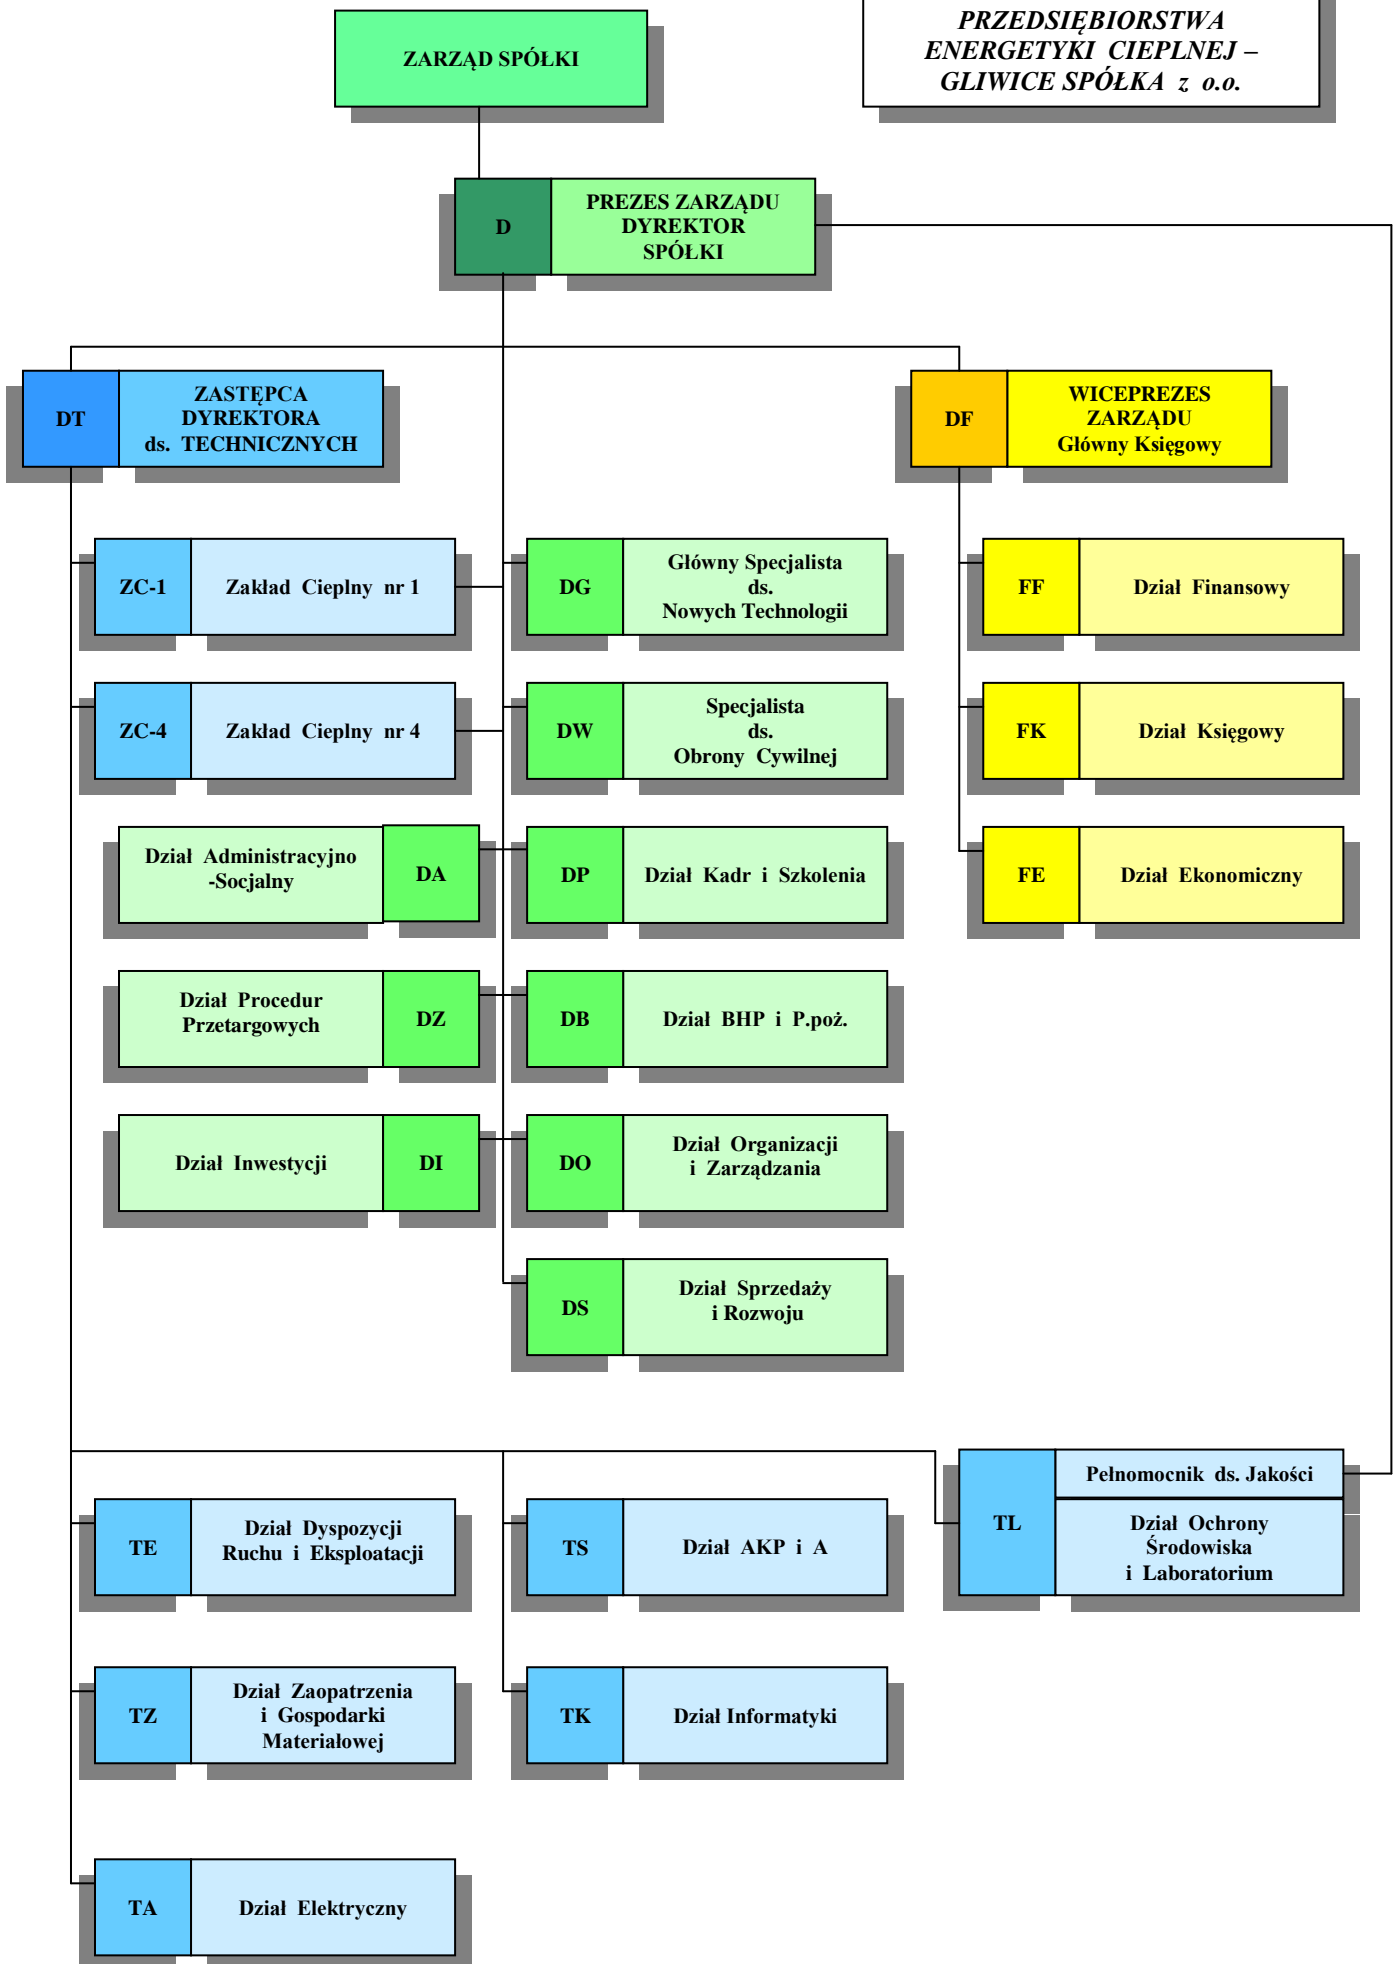 PRZEDSIĘBIORSTWA
ENERGETYKI CIEPLNEJ –
GLIWICE SPÓŁKA z o.o.
ZARZĄD SPÓŁKI
D
PREZES ZARZĄDU
DYREKTOR
SPÓŁKI
DT
ZASTĘPCA
DYREKTORA
ds. TECHNICZNYCH
DF
WICEPREZES
ZARZĄDU
Główny Księgowy
ZC-1
Zakład Cieplny nr 1
DG
Główny Specjalista
ds.
Nowych Technologii
FF
Dział Finansowy
ZC-4
Zakład Cieplny nr 4
DW
Specjalista
ds.
Obrony Cywilnej
FK
Dział Księgowy
Dział Administracyjno
-Socjalny
DA
DP
Dział Kadr i Szkolenia
FE
Dział Ekonomiczny
Dział Procedur
Przetargowych
DZ
DB
Dział BHP i P.poż.
Dział Inwestycji
DI
DO
Dział Organizacji
i Zarządzania
DS
Dział Sprzedaży
i Rozwoju
TL
Pełnomocnik ds. Jakości
Dział Ochrony
Środowiska
i Laboratorium
TE
Dział Dyspozycji
Ruchu i Eksploatacji
TS
Dział AKP i A
TZ
Dział Zaopatrzenia
i Gospodarki
Materiałowej
TK
Dział Informatyki
TA
Dział Elektryczny